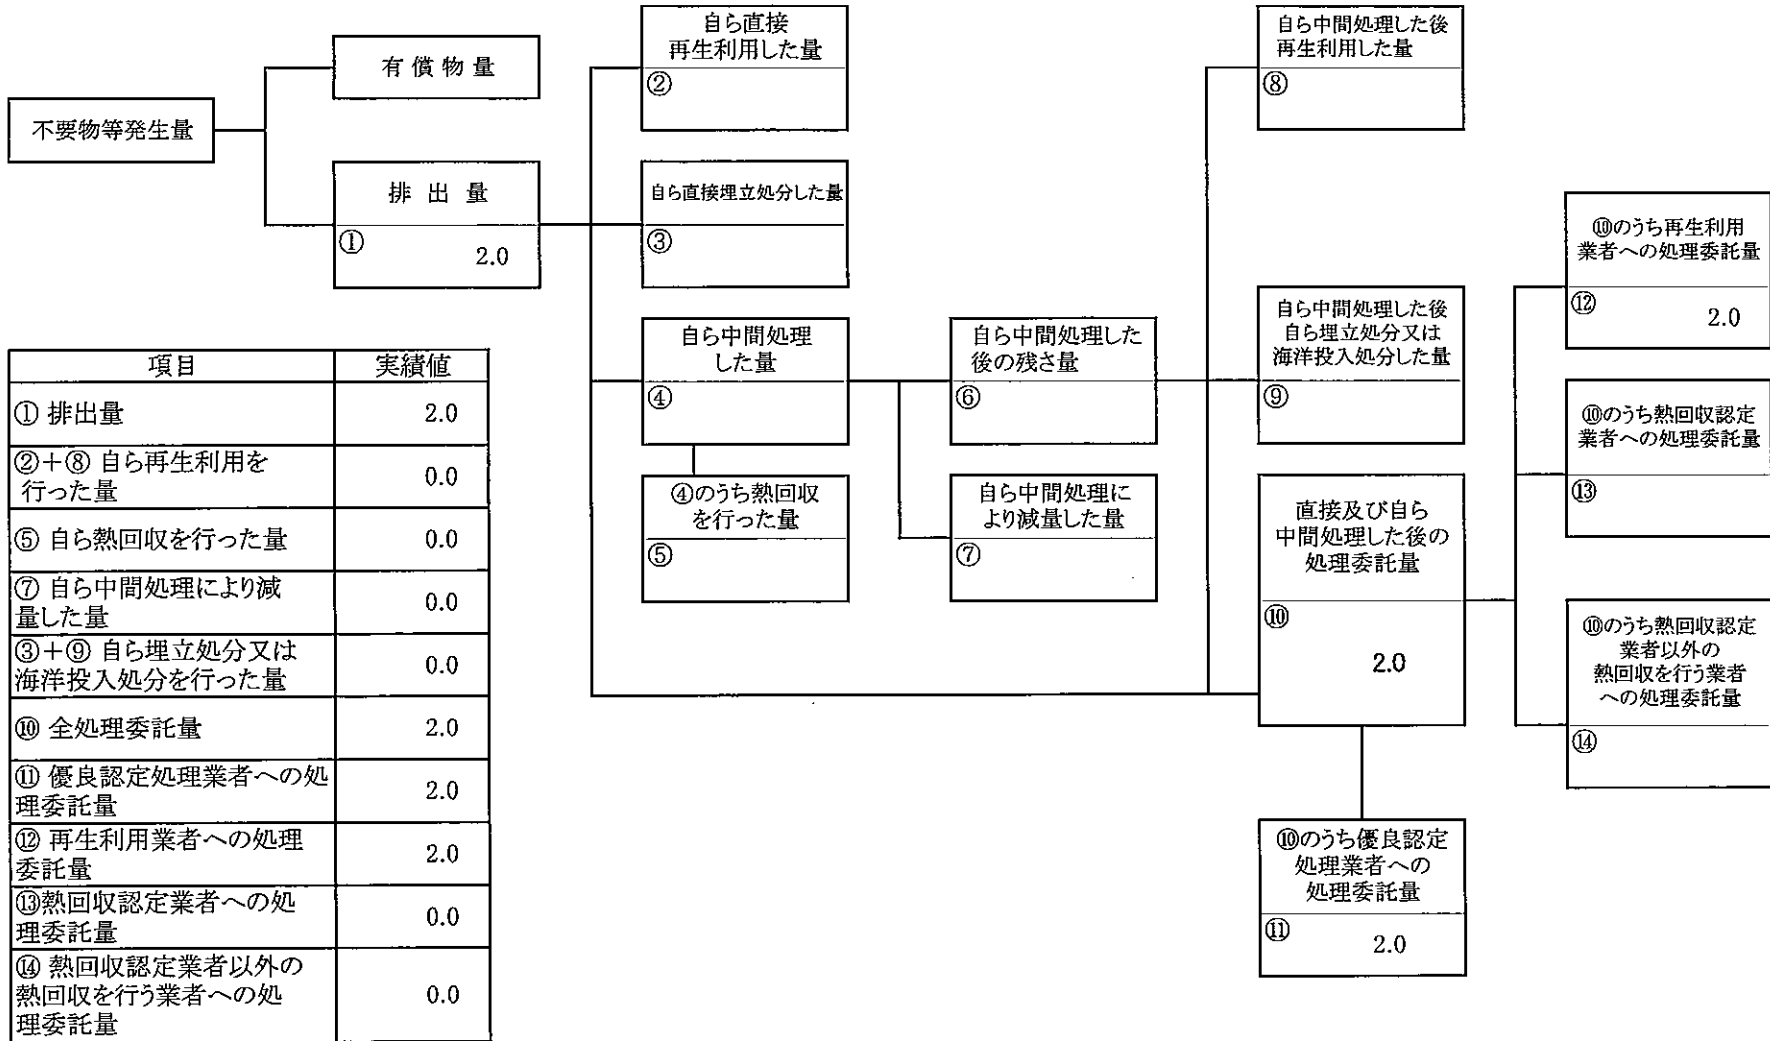 不要物等発生量
有 償 物 量
排 出 量
①
2.0
自ら直接
再生利用した量
②
自ら直接埋立処分した量
③
自ら中間処理
した量
④
④のうち熱回収
を行った量
⑤
自ら中間処理した
後の残さ量
⑥
自ら中間処理に
より減量した量
⑦
自ら中間処理した後
再生利用した量
⑧
自ら中間処理した後
自ら埋立処分又は
海洋投入処分した量
⑨
直接及び自ら
中間処理した後の
処理委託量
⑩
2.0
⑩のうち優良認定
処理業者への
処理委託量
⑪
2.0
⑩のうち再生利用
業者への処理委託量
⑫
2.0
⑩のうち熱回収認定
業者への処理委託量
⑬
⑩のうち熱回収認定
業者以外の
熱回収を行う業者
への処理委託量
⑭
項目 実績値
① 排出量 2.0
②+⑧ 自ら再生利用を
行った量 0.0
⑤ 自ら熱回収を行った量 0.0
⑦ 自ら中間処理により減
量した量 0.0
③+⑨ 自ら埋立処分又は
海洋投入処分を行った量 0.0
⑩ 全処理委託量 2.0
⑪ 優良認定処理業者への処
理委託量 2.0
⑫ 再生利用業者への処理
委託量 2.0
⑬熱回収認定業者への処
理委託量 0.0
⑭ 熱回収認定業者以外の
熱回収を行う業者への処
理委託量 0.0